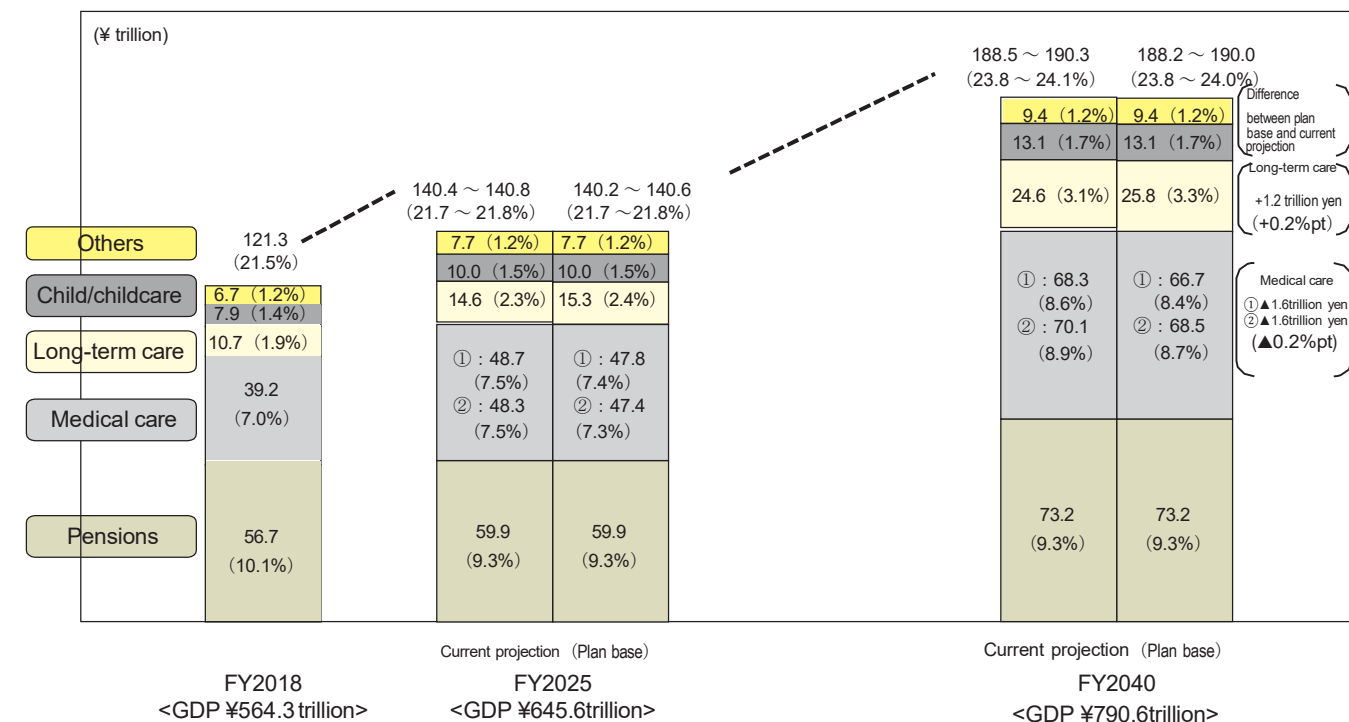 (¥ trillion)
188.5 ～ 190.3
(23.8 ～ 24.1%)
188.2 ～ 190.0
(23.8 ～ 24.0%)
Difference
between plan
base and current
projection
9.4（1.2%）
9.4（1.2%）
13.1（1.7%）
13.1（1.7%）
24.6（3.1%）
25.8（3.3%）
Long-term care
+1.2 trillion yen
(+0.2%pt)
①：68.3
(8.6%)
②：70.1
(8.9%)
①：66.7
(8.4%)
②：68.5
(8.7%)
Medical care
①▲1.6trillion yen
②▲1.6trillion yen
(▲0.2%pt)
73.2
(9.3%)
73.2
(9.3%)
140.4 ～ 140.8
(21.7 ～ 21.8%)
140.2 ～ 140.6
(21.7 ～21.8%)
7.7（1.2%）
7.7（1.2%）
10.0（1.5%）
10.0（1.5%）
14.6（2.3%）
15.3（2.4%）
①：48.7
(7.5%)
②：48.3
(7.5%)
①：47.8
(7.4%)
②：47.4
(7.3%)
59.9
(9.3%)
59.9
(9.3%)
121.3
(21.5%)
Others
6.7（1.2%）
Child/childcare
7.9（1.4%）
Long-term care
10.7（1.9%）
Medical care
39.2
(7.0%)
Pensions
56.7
(10.1%)
Current projection（Plan base）
Current projection（Plan base）
FY2018
<GDP ¥564.3 trillion>
FY2025
<GDP ¥645.6trillion>
FY2040
<GDP ¥790.6trillion>